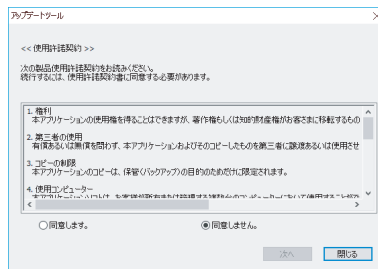 アップデートツール
<< 使用許諾契約 >>
次の製品使用許諾契約をお読みください。
続行するには、使用許諾契約書に同意する必要があります。
1. 権利
本アプリケーションの使用権を得ることはできますが、著作権もしくは知的財産権がお客さまに移転するもの
2. 第三者の使用
有償あるいは無償を問わず、本アプリケーションおよびそのコピーしたものを第三者に譲渡あるいは使用させ
3. コピーの制限
本アプリケーションのコピーは、保管(バックアップ)の目的のためだけに限定されます。
4. 使用コンピューター
同意します。
同意しません。
次へ
閉じる